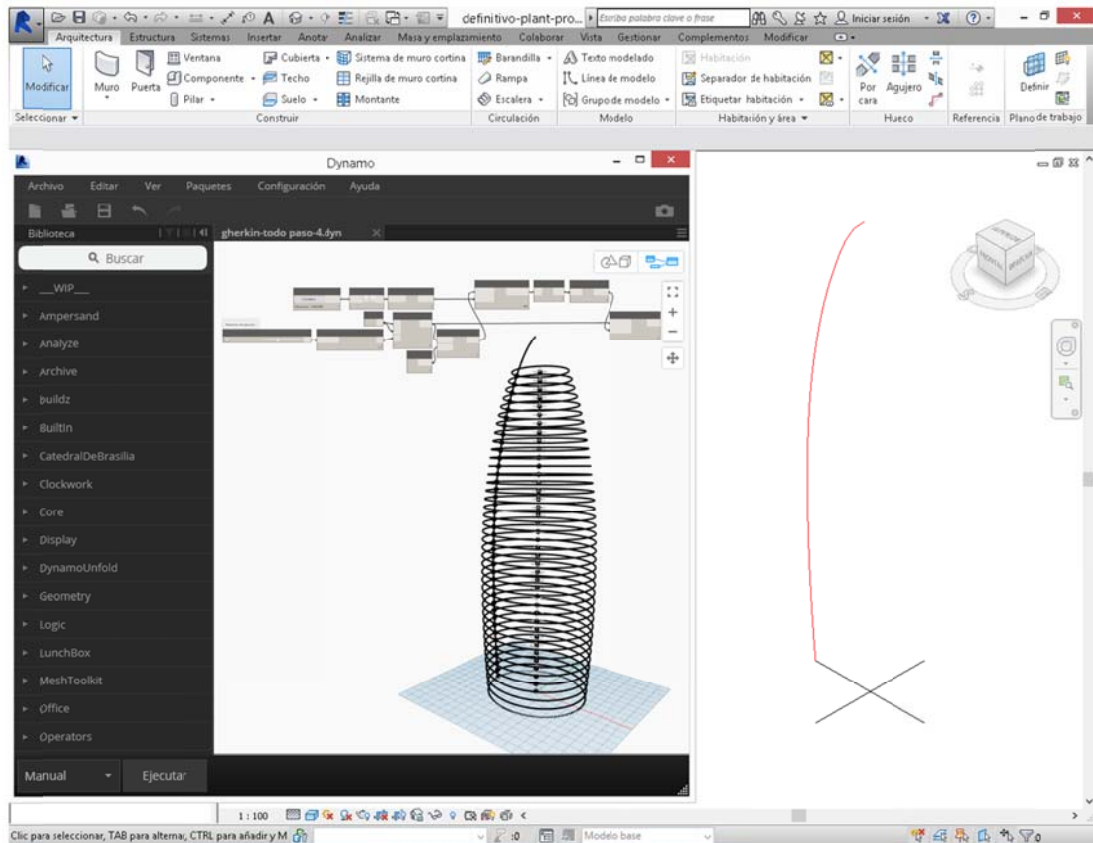 definitivo-plant-pro... Escriba palabra clave o frase Iniciar sesión
Arquitectura Estructura Sistemas Insertar Anotar Analizar Masa y emplazamiento Colaborar Vista Gestionar Complementos Modificar
Modificar
Muro
Puerta
Ventana
Componente
Pilar
Cubierta
Techo
Suelo
Sistema de muro cortina
Rejilla de muro cortina
Montante
Barandilla
Rampa
Escalera
Texto modelado
Línea de modelo
Grupo de modelo
Habitación
Separador de habitación
Etiquetar habitación
Por cara
Agujero
Definir
Seleccionar Construir Circulación Modelo Habitación y área Hueco Referencia Plano de trabajo
Dynamo
Archivo Editar Ver Paquetes Configuración Ayuda
Biblioteca gherkin-todo paso-4.dyn
Buscar
__WIP__
Ampersand
Analyze
Archive
buildz
BuiltIn
CatedralDeBrasilia
Clockwork
Core
Display
DynamoUnfold
Geometry
Logic
LunchBox
MeshToolkit
Office
Operators
Manual Ejecutar
FRONTAL
1 : 100
Clic para seleccionar, TAB para alternar, CTRL para añadir y M :0 Modelo base :0